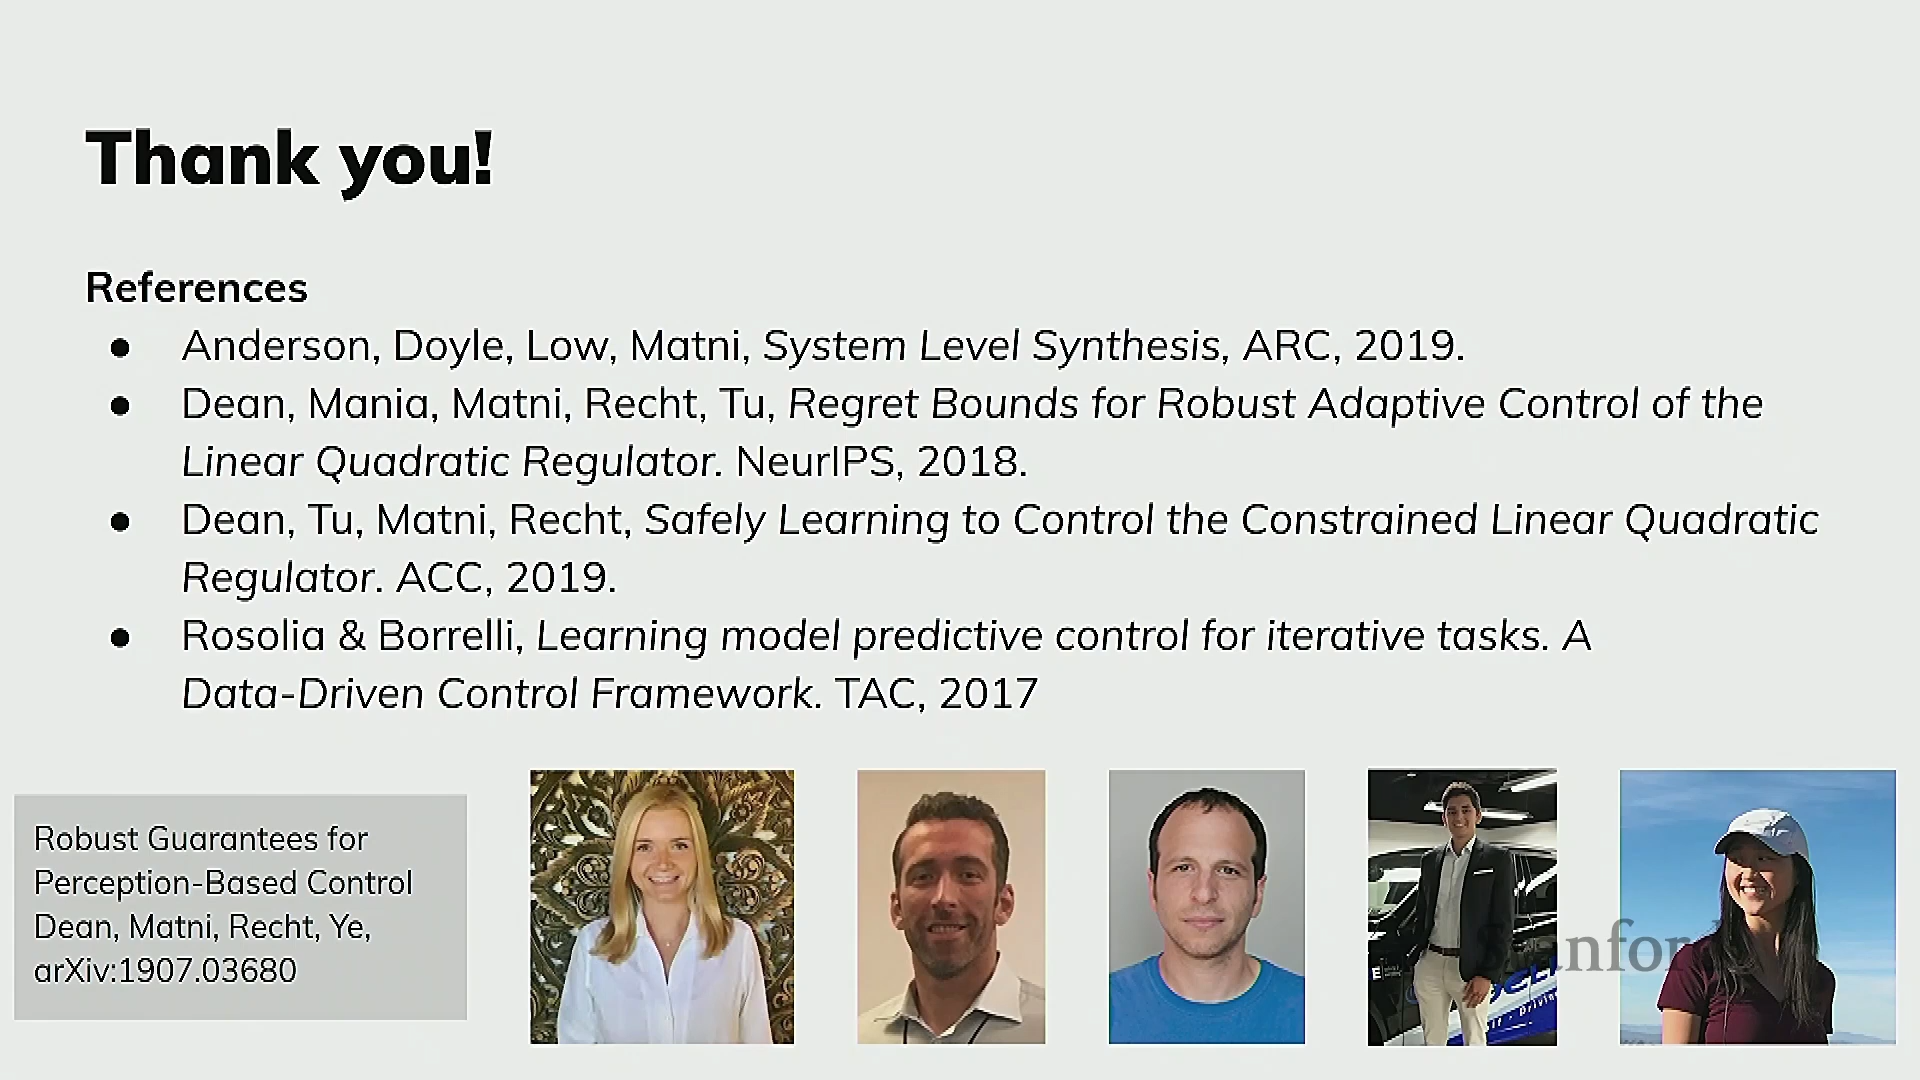 Thank you!
References
● Anderson, Doyle, Low, Matni, System Level Synthesis, ARC, 2019.
● Dean, Mania, Matni, Recht, Tu, Regret Bounds for Robust Adaptive Control of the
Linear Quadratic Regulator. NeurIPS, 2018.
● Dean, Tu, Matni, Recht, Safely Learning to Control the Constrained Linear Quadratic
Regulator. ACC, 2019.
● Rosolia & Borrelli, Learning model predictive control for iterative tasks. A
Data-Driven Control Framework. TAC, 2017
Robust Guarantees for
Perception-Based Control
Dean, Matni, Recht, Ye,
arXiv:1907.03680
Stanford